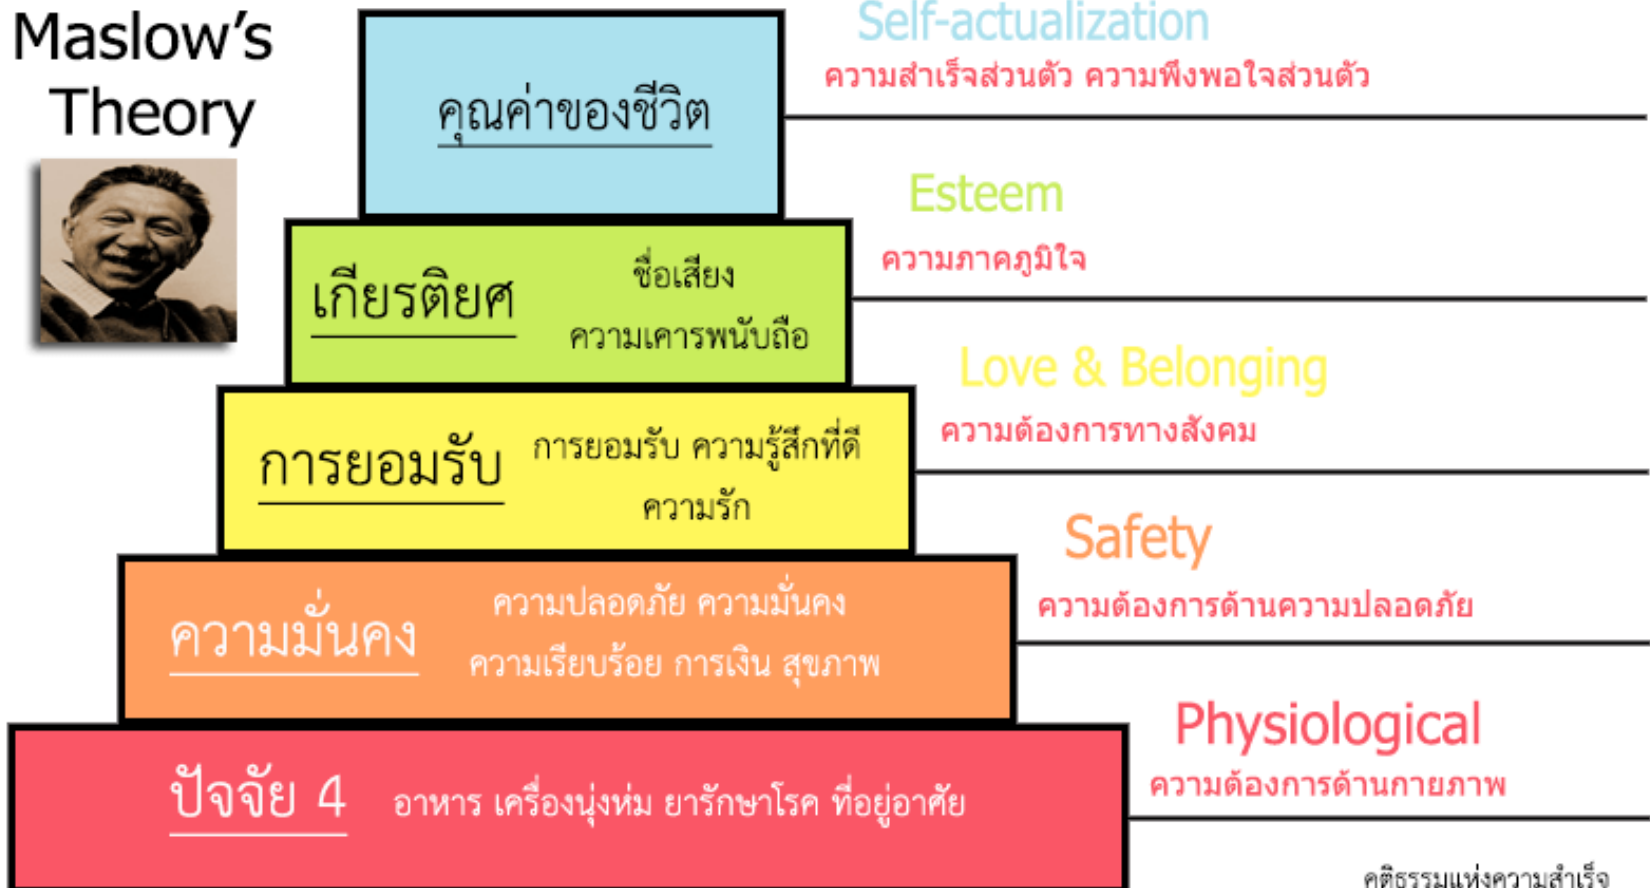 Maslow's
Theory
Self-actualization
ความสำเร็จส่วนตัว ความพึงพอใจส่วนตัว
คุณค่าของชีวิต
Esteem
ความภาคภูมิใจ
เกียรติยศ
ชื่อเสียง
ความเคารพนับถือ
Love & Belonging
ความต้องการทางสังคม
การยอมรับ
การยอมรับ ความรู้สึกที่ดี
ความรัก
Safety
ความต้องการด้านความปลอดภัย
ความมั่นคง
ความปลอดภัย ความมั่นคง
ความเรียบร้อย การเงิน สุขภาพ
Physiological
ความต้องการด้านกายภาพ
ปัจจัย 4
อาหาร เครื่องนุ่งห่ม ยารักษาโรค ที่อยู่อาศัย
คติธรรมแห่งความสำเร็จ